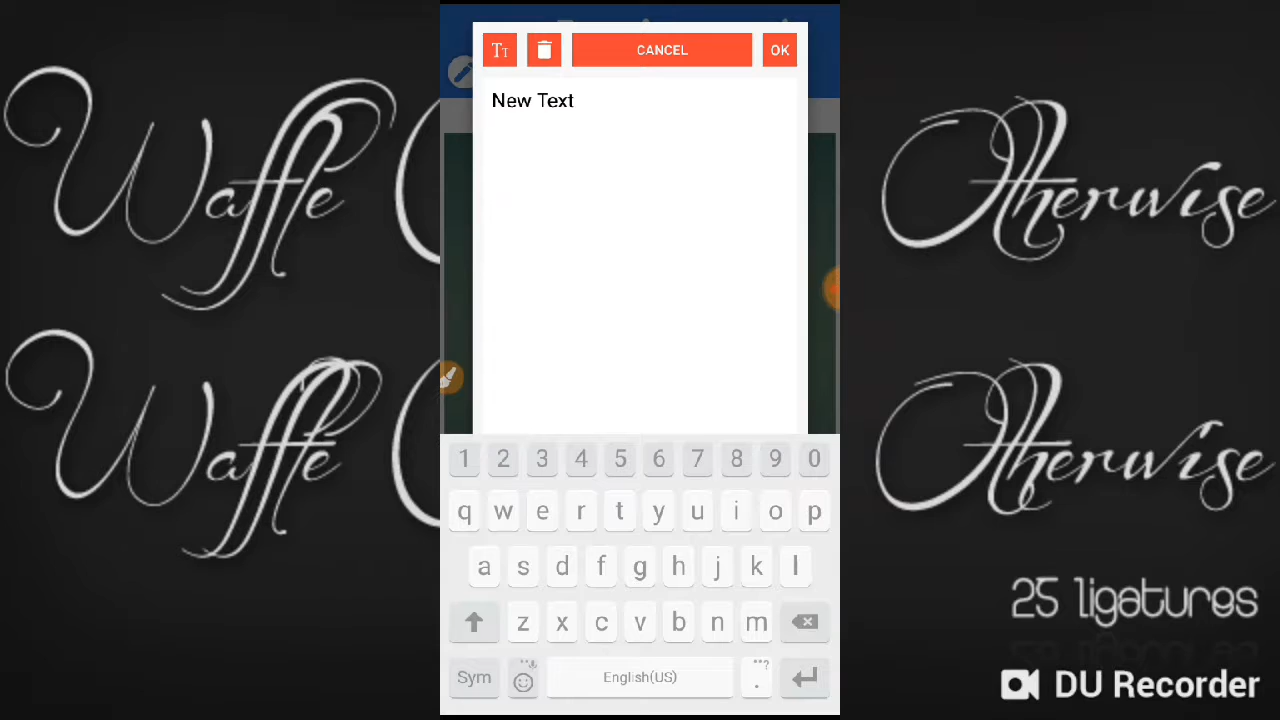 Tt CANCEL OK
New Text
Waffle
Otherwise
Waffle
Otherwise
1 2 3 4 5 6 7 8 9 0
q w e r t y u i o p
a s d f g h j k l
z x c v b n m
Sym English(US) .
25 ligatures
DU Recorder